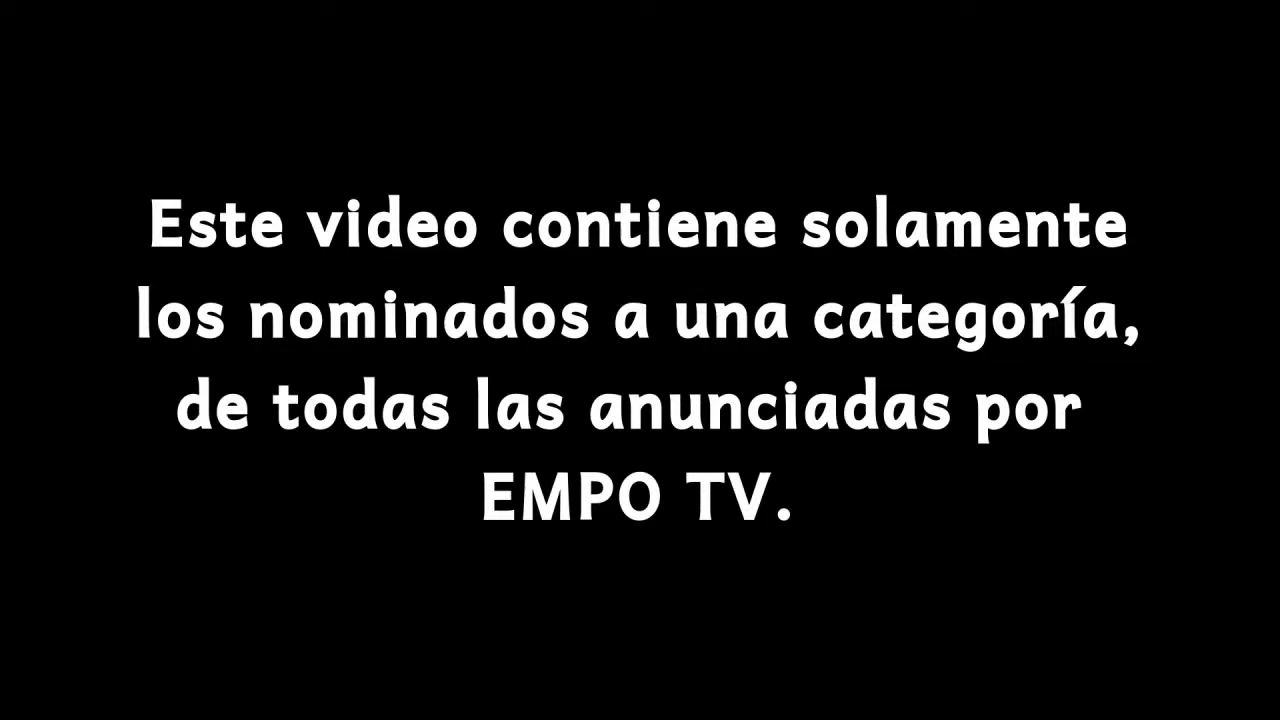 Este video contiene solamente
los nominados a una categoría,
de todas las anunciadas por
EMPO TV.